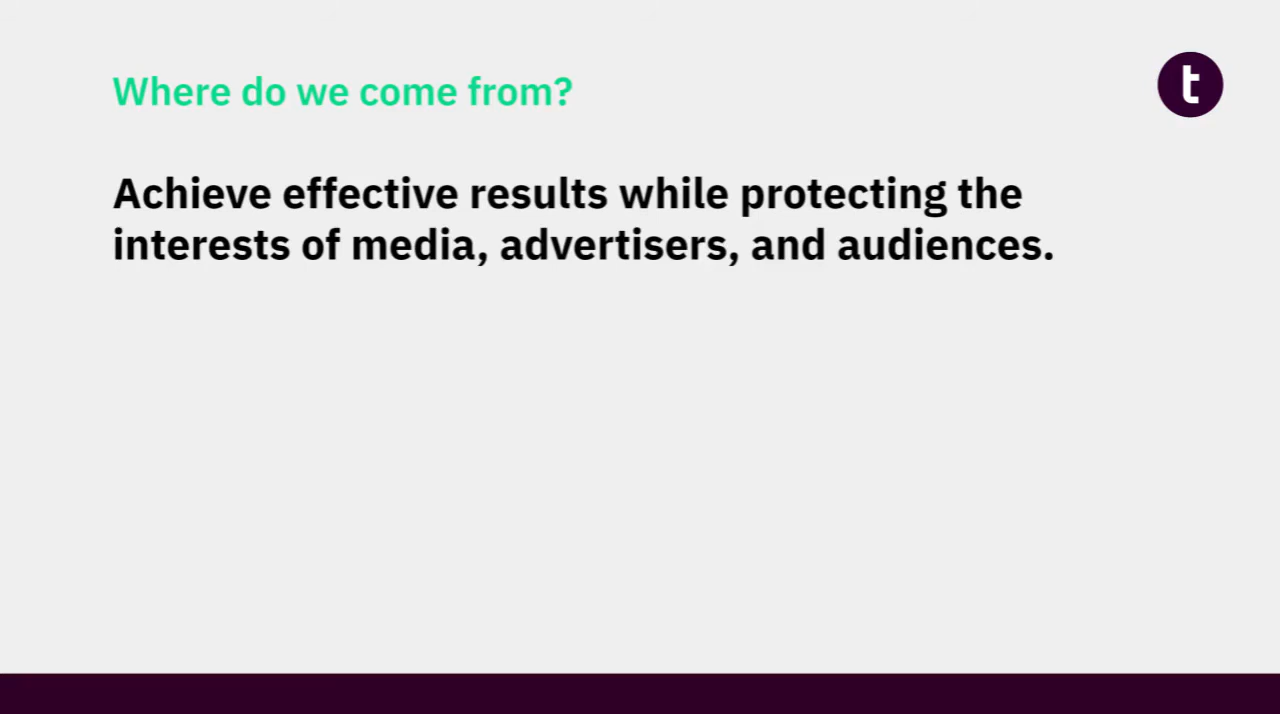 Where do we come from?
t
Achieve effective results while protecting the
interests of media, advertisers, and audiences.